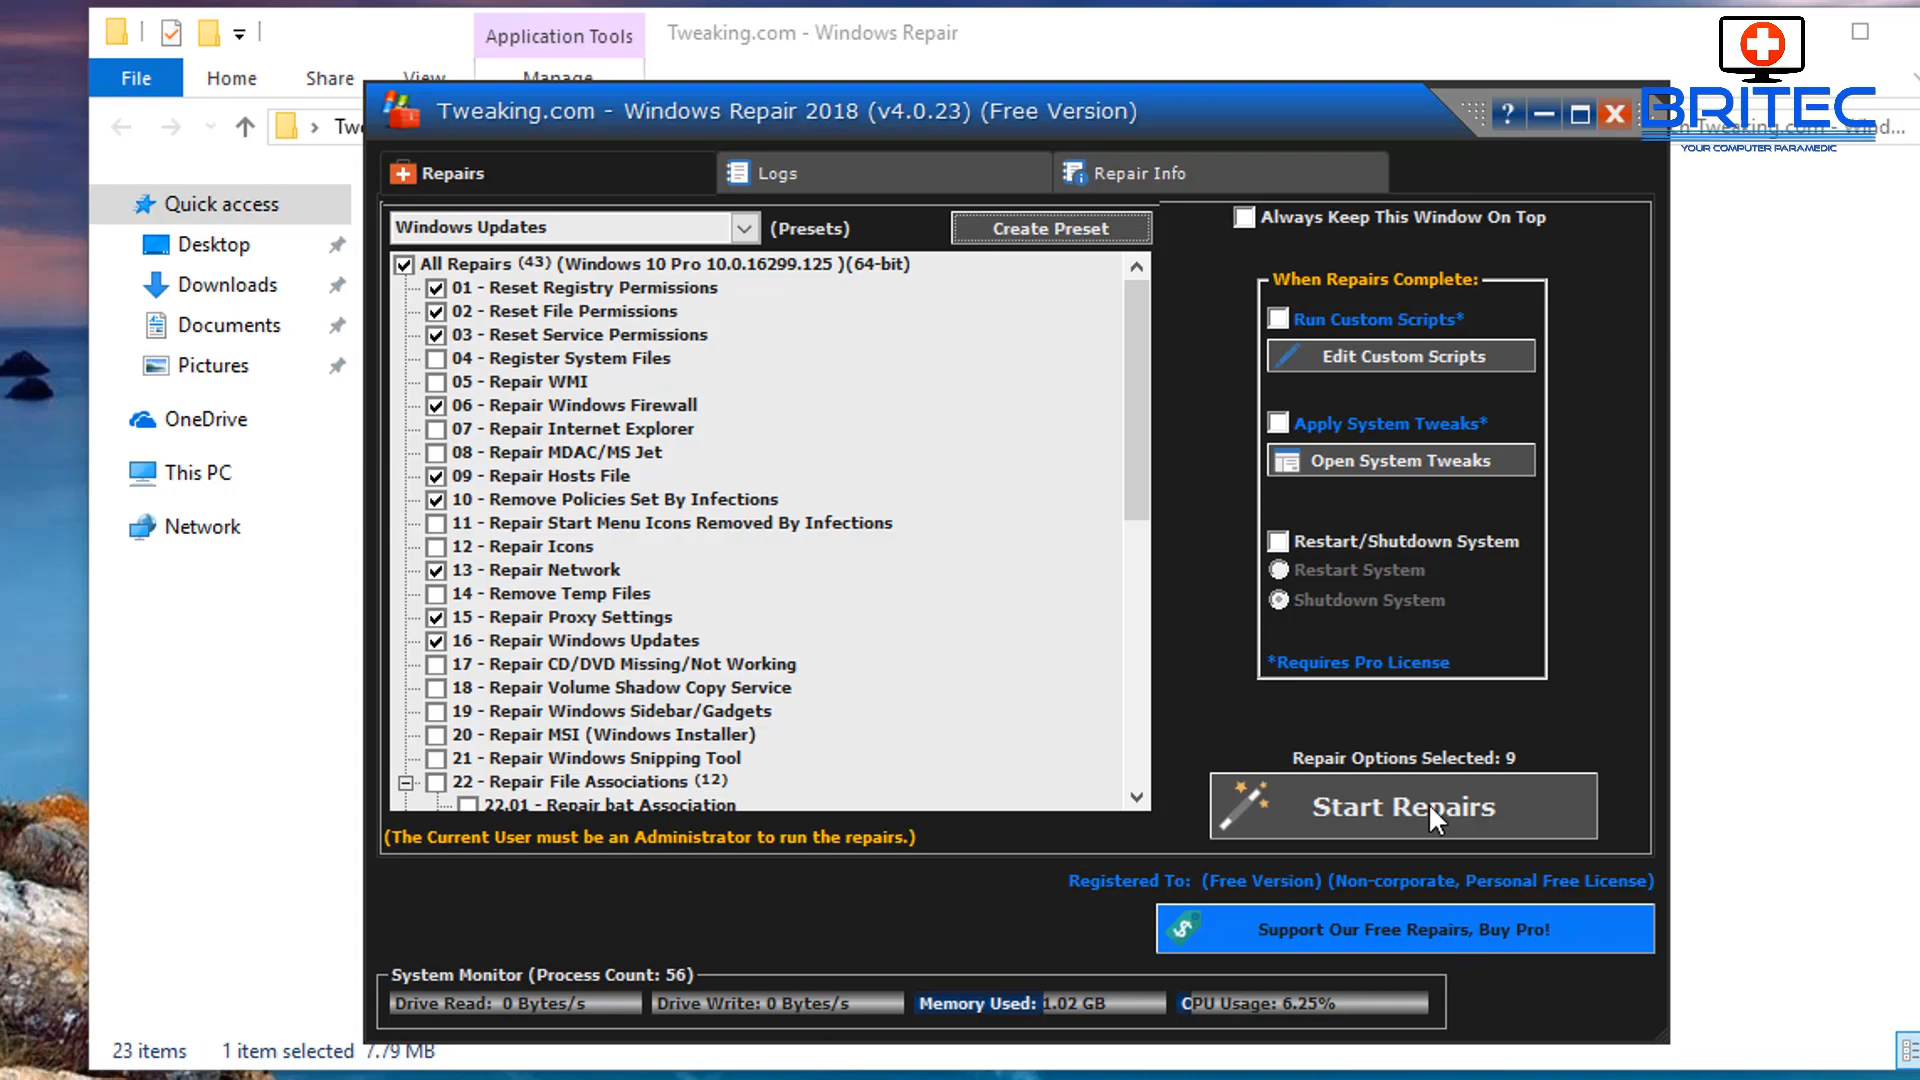 Application Tools
Tweaking.com - Windows Repair
File
Home
Share
View
Manage
Quick access
Desktop
Downloads
Documents
Pictures
OneDrive
This PC
Network
23 items
1 item selected 7.79 MB
Tweaking.com - Windows Repair 2018 (v4.0.23) (Free Version)
?
BRITEC
YOUR COMPUTER PARAMEDIC
Repairs
Logs
Repair Info
Windows Updates
(Presets)
Create Preset
All Repairs (43) (Windows 10 Pro 10.0.16299.125 )(64-bit)
01 - Reset Registry Permissions
02 - Reset File Permissions
03 - Reset Service Permissions
04 - Register System Files
05 - Repair WMI
06 - Repair Windows Firewall
07 - Repair Internet Explorer
08 - Repair MDAC/MS Jet
09 - Repair Hosts File
10 - Remove Policies Set By Infections
11 - Repair Start Menu Icons Removed By Infections
12 - Repair Icons
13 - Repair Network
14 - Remove Temp Files
15 - Repair Proxy Settings
16 - Repair Windows Updates
17 - Repair CD/DVD Missing/Not Working
18 - Repair Volume Shadow Copy Service
19 - Repair Windows Sidebar/Gadgets
20 - Repair MSI (Windows Installer)
21 - Repair Windows Snipping Tool
22 - Repair File Associations (12)
22.01 - Repair bat Association
(The Current User must be an Administrator to run the repairs.)
Always Keep This Window On Top
When Repairs Complete:
Run Custom Scripts*
Edit Custom Scripts
Apply System Tweaks*
Open System Tweaks
Restart/Shutdown System
Restart System
Shutdown System
*Requires Pro License
Repair Options Selected: 9
Start Repairs
Registered To: (Free Version) (Non-corporate, Personal Free License)
Support Our Free Repairs, Buy Pro!
System Monitor (Process Count: 56)
Drive Read: 0 Bytes/s
Drive Write: 0 Bytes/s
Memory Used: 1.02 GB
CPU Usage: 6.25%